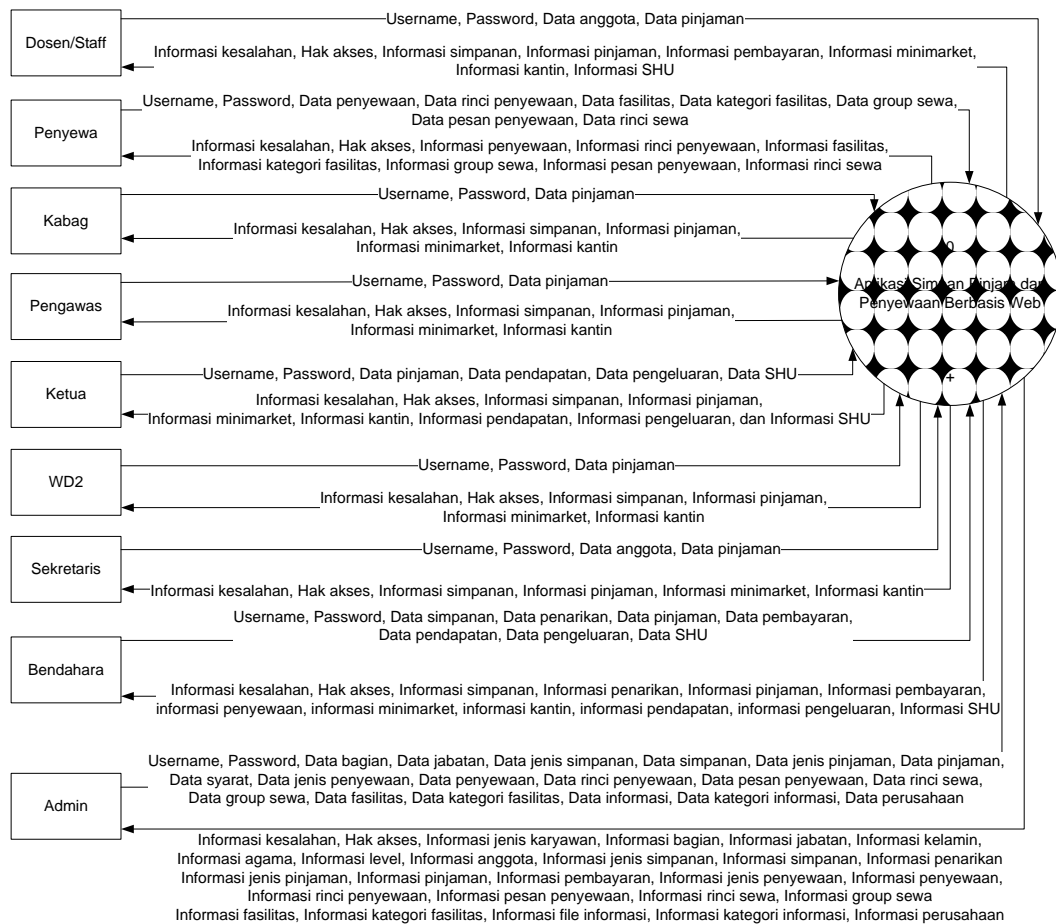 Dosen/Staff
Username, Password, Data anggota, Data pinjaman
Informasi kesalahan, Hak akses, Informasi simpanan, Informasi pinjaman, Informasi pembayaran, Informasi minimarket,
Informasi kantin, Informasi SHU
Penyewa
Username, Password, Data penyewaan, Data rinci penyewaan, Data fasilitas, Data kategori fasilitas, Data group sewa,
Data pesan penyewaan, Data rinci sewa
Informasi kesalahan, Hak akses, Informasi penyewaan, Informasi rinci penyewaan, Informasi fasilitas,
Informasi kategori fasilitas, Informasi group sewa, Informasi pesan penyewaan, Informasi rinci sewa
Kabag
Username, Password, Data pinjaman
Informasi kesalahan, Hak akses, Informasi simpanan, Informasi pinjaman,
Informasi minimarket, Informasi kantin
0
Aplikasi Simpan Pinjam dan
Penyewaan Berbasis Web
+
Pengawas
Username, Password, Data pinjaman
Informasi kesalahan, Hak akses, Informasi simpanan, Informasi pinjaman,
Informasi minimarket, Informasi kantin
Ketua
Username, Password, Data pinjaman, Data pendapatan, Data pengeluaran, Data SHU
Informasi kesalahan, Hak akses, Informasi simpanan, Informasi pinjaman,
Informasi minimarket, Informasi kantin, Informasi pendapatan, Informasi pengeluaran, dan Informasi SHU
WD2
Username, Password, Data pinjaman
Informasi kesalahan, Hak akses, Informasi simpanan, Informasi pinjaman,
Informasi minimarket, Informasi kantin
Sekretaris
Username, Password, Data anggota, Data pinjaman
Informasi kesalahan, Hak akses, Informasi simpanan, Informasi pinjaman, Informasi minimarket, Informasi kantin
Bendahara
Username, Password, Data simpanan, Data penarikan, Data pinjaman, Data pembayaran,
Data pendapatan, Data pengeluaran, Data SHU
Informasi kesalahan, Hak akses, Informasi simpanan, Informasi penarikan, Informasi pinjaman, Informasi pembayaran,
informasi penyewaan, informasi minimarket, informasi kantin, informasi pendapatan, informasi pengeluaran, Informasi SHU
Admin
Username, Password, Data bagian, Data jabatan, Data jenis simpanan, Data simpanan, Data jenis pinjaman, Data pinjaman,
Data syarat, Data jenis penyewaan, Data penyewaan, Data rinci penyewaan, Data pesan penyewaan, Data rinci sewa,
Data group sewa, Data fasilitas, Data kategori fasilitas, Data informasi, Data kategori informasi, Data perusahaan
Informasi kesalahan, Hak akses, Informasi jenis karyawan, Informasi bagian, Informasi jabatan, Informasi kelamin,
Informasi agama, Informasi level, Informasi anggota, Informasi jenis simpanan, Informasi simpanan, Informasi penarikan
Informasi jenis pinjaman, Informasi pinjaman, Informasi pembayaran, Informasi jenis penyewaan, Informasi penyewaan,
Informasi rinci penyewaan, Informasi pesan penyewaan, Informasi rinci sewa, Informasi group sewa
Informasi fasilitas, Informasi kategori fasilitas, Informasi file informasi, Informasi kategori informasi, Informasi perusahaan